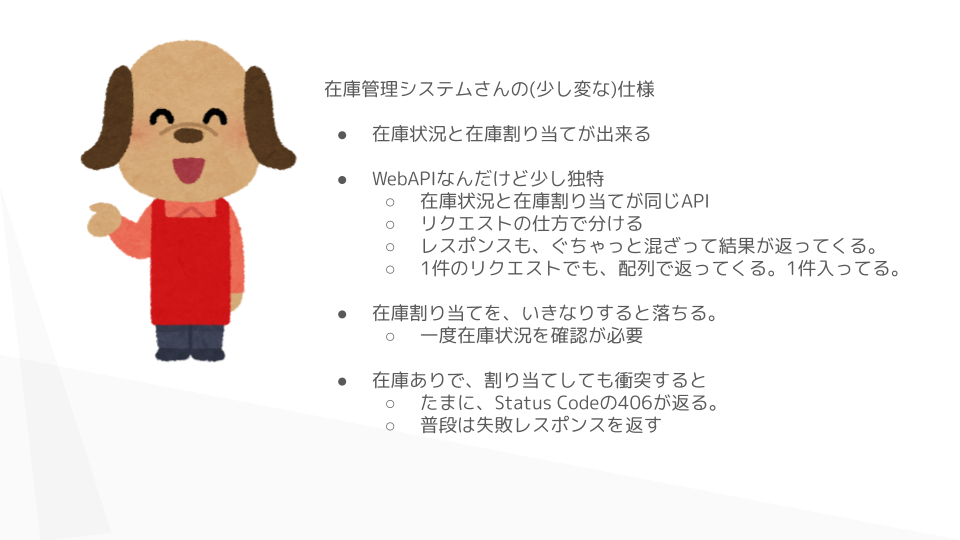 在庫管理システムさんの(少し変な)仕様
● 在庫状況と在庫割り当てが出来る
● WebAPIなんだけど少し独特
○ 在庫状況と在庫割り当てが同じAPI
○ リクエストの仕方で分ける
○ レスポンスも、ぐちゃっと混ざって結果が返ってくる。
○ 1件のリクエストでも、配列で返ってくる。1件入ってる。
● 在庫割り当てを、いきなりすると落ちる。
○ 一度在庫状況を確認が必要
● 在庫ありで、割り当てしても衝突すると
○ たまに、Status Codeの406が返る。
○ 普段は失敗レスポンスを返す